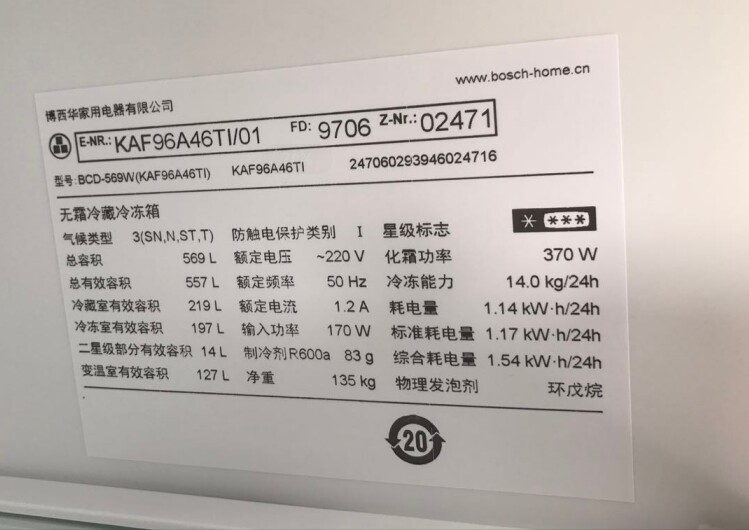 www.bosch-home.cn
博西华家用电器有限公司
E-NR.: KAF96A46TI/01 FD: 9706 Z-Nr.: 02471
型号: BCD-569W(KAF96A46TI) KAF96A46TI 247060293946024716
无霜冷藏冷冻箱
气候类型 3(SN,N,ST,T) 防触电保护类别 I 星级标志 * ***
总容积 569 L 额定电压 ~220 V 化霜功率 370 W
总有效容积 557 L 额定频率 50 Hz 冷冻能力 14.0 kg/24h
冷藏室有效容积 219 L 额定电流 1.2 A 耗电量 1.14 kW·h/24h
冷冻室有效容积 197 L 输入功率 170 W 标准耗电量 1.17 kW·h/24h
二星级部分有效容积 14 L 制冷剂R600a 83 g 综合耗电量 1.54 kW·h/24h
变温室有效容积 127 L 净重 135 kg 物理发泡剂 环戊烷
20